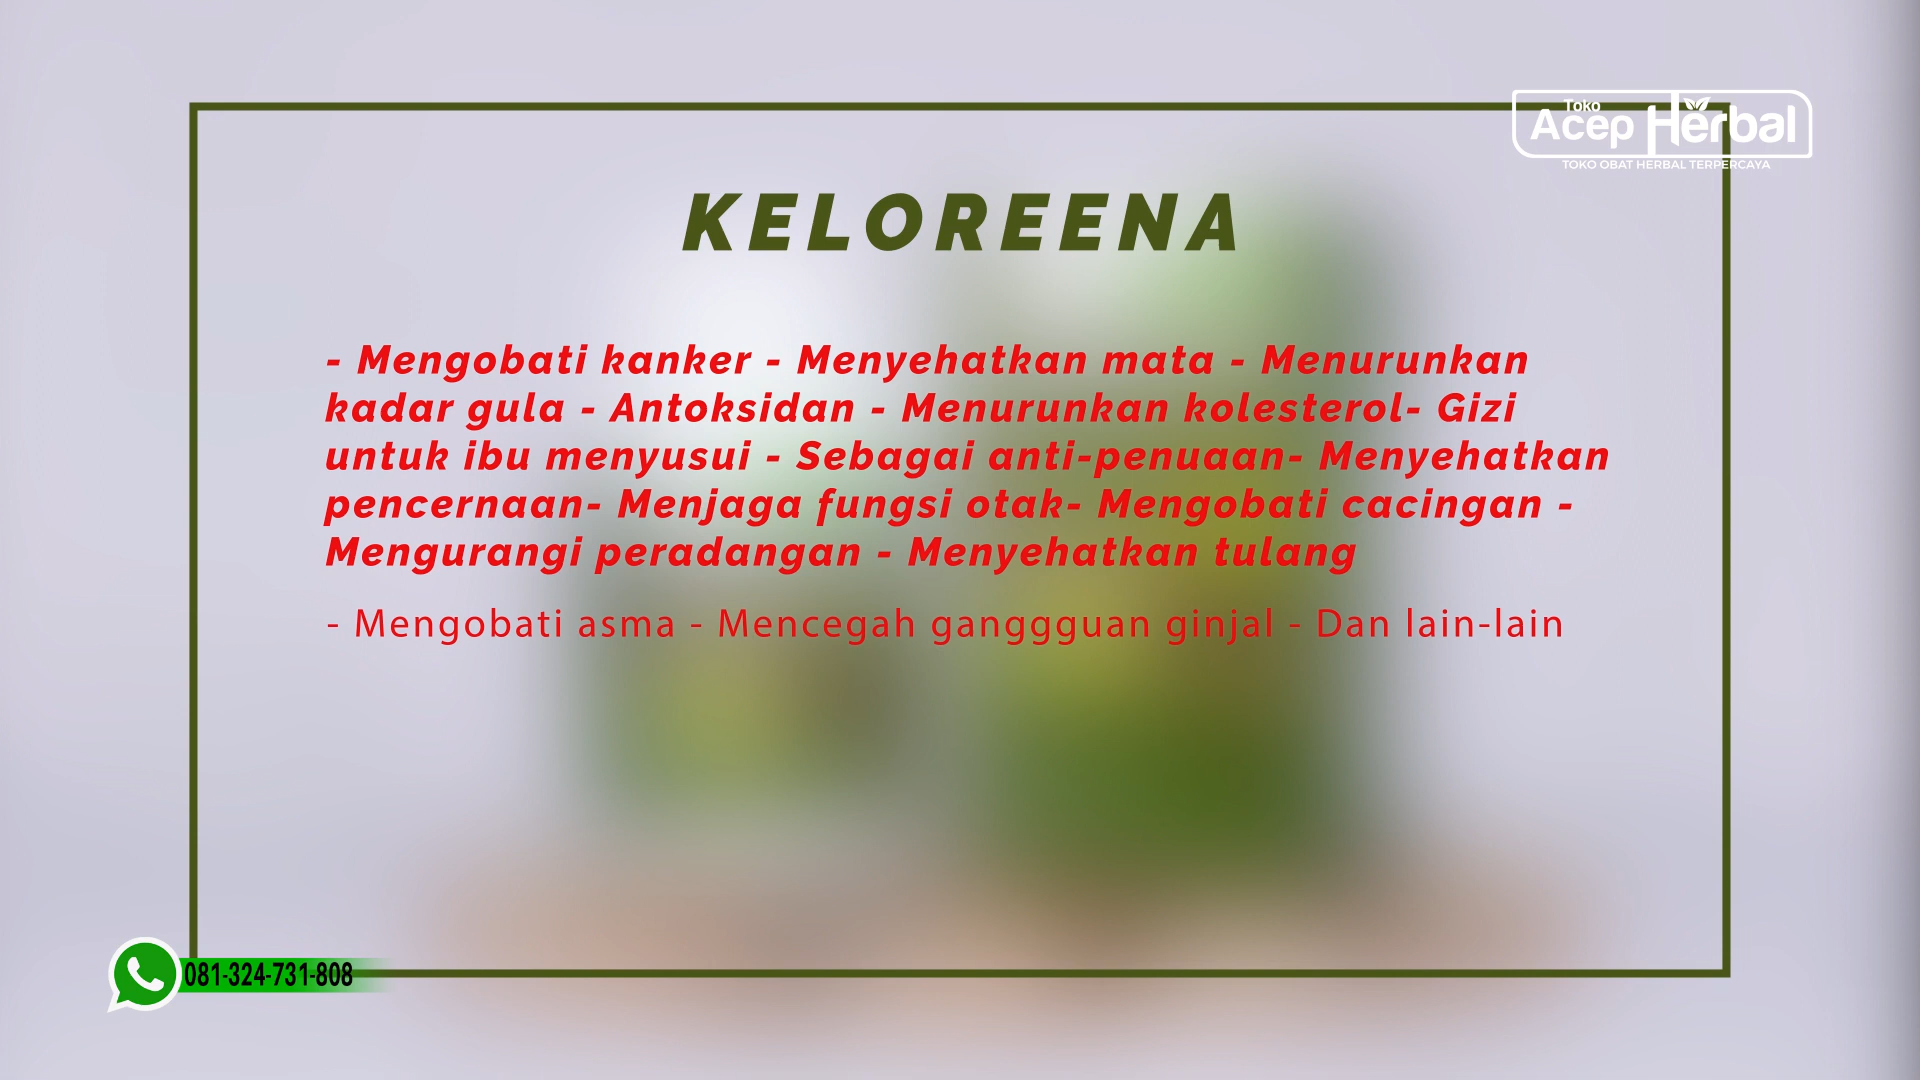 Toko
Acep Herbal
TOKO OBAT HERBAL TERPERCAYA
KELOREENA
- Mengobati kanker - Menyehatkan mata - Menurunkan
kadar gula - Antoksidan - Menurunkan kolesterol- Gizi
untuk ibu menyusui - Sebagai anti-penuaan- Menyehatkan
pencernaan- Menjaga fungsi otak- Mengobati cacingan -
Mengurangi peradangan - Menyehatkan tulang
- Mengobati asma - Mencegah ganggguan ginjal - Dan lain-lain
081-324-731-808